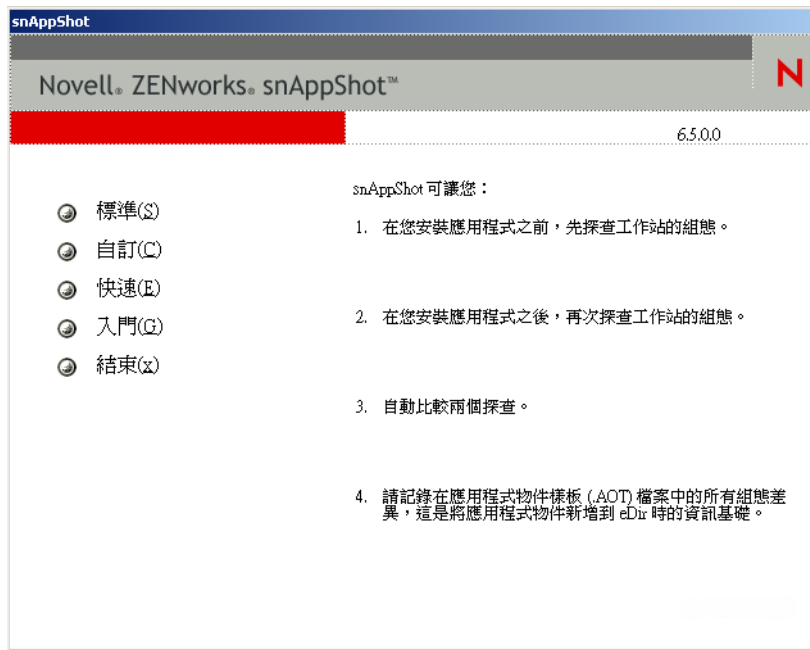 snAppShot
Novell® ZENworks® snAppShot™
N
6.5.0.0
標準(S)
自訂(C)
快速(E)
入門(G)
結束(x)
snAppShot 可讓您：
1. 在您安裝應用程式之前，先探查工作站的組態。
2. 在您安裝應用程式之後，再次探查工作站的組態。
3. 自動比較兩個探查。
4. 請記錄在應用程式物件樣板 (.AOT) 檔案中的所有組態差
異，這是將應用程式物件新增到 eDir 時的資訊基礎。